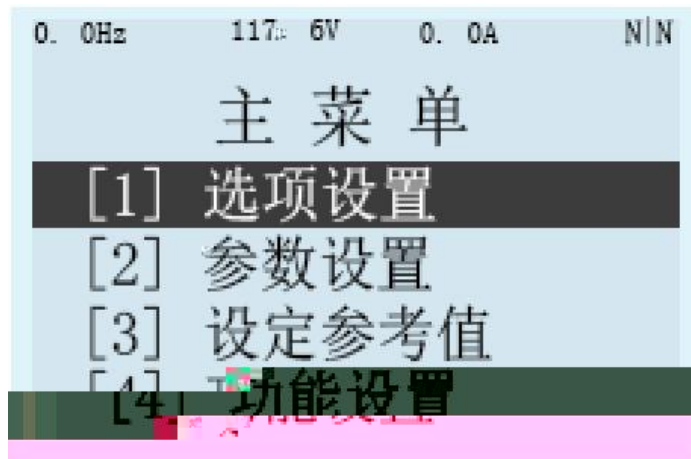 0. 0Hz 117. 6V 0. 0A N|N
主菜单
[1] 选项设置
[2] 参数设置
[3] 设定参考值
[4] 功能设置